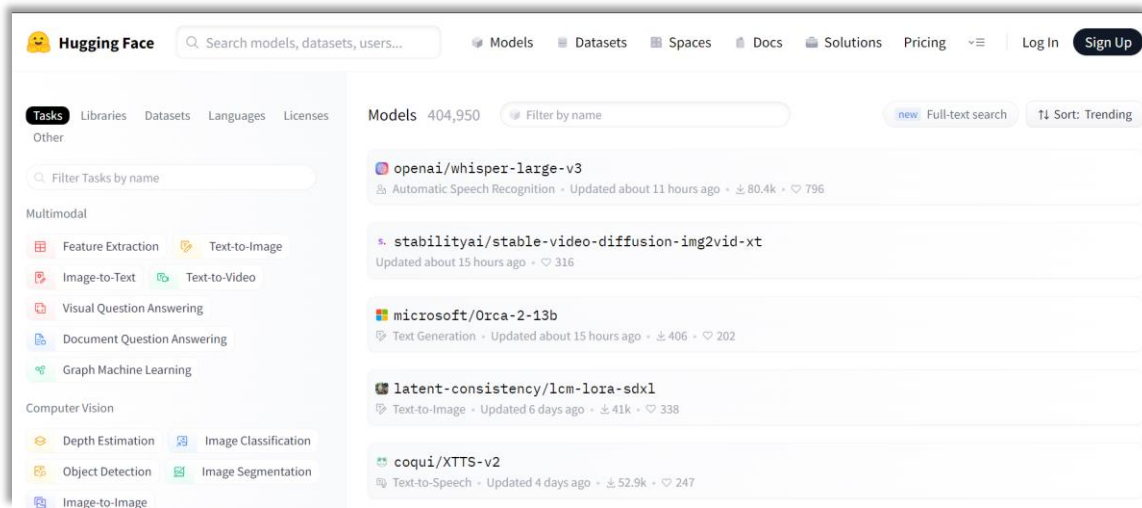 Hugging Face Search models, datasets, users... Models Datasets Spaces Docs Solutions Pricing Log In Sign Up
Tasks Libraries Datasets Languages Licenses
Other
Filter Tasks by name
Multimodal
Feature Extraction Text-to-Image
Image-to-Text Text-to-Video
Visual Question Answering
Document Question Answering
Graph Machine Learning
Computer Vision
Depth Estimation Image Classification
Object Detection Image Segmentation
Image-to-Image
Models 404,950 Filter by name new Full-text search Sort: Trending
openai/whisper-large-v3
Automatic Speech Recognition • Updated about 11 hours ago • 80.4k • 796
s. stabilityai/stable-video-diffusion-img2vid-xt
Updated about 15 hours ago • 316
microsoft/Orca-2-13b
Text Generation • Updated about 15 hours ago • 406 • 202
latent-consistency/lcm-lora-sdxl
Text-to-Image • Updated 6 days ago • 41k • 338
coqui/XTTS-v2
Text-to-Speech • Updated 4 days ago • 52.9k • 247